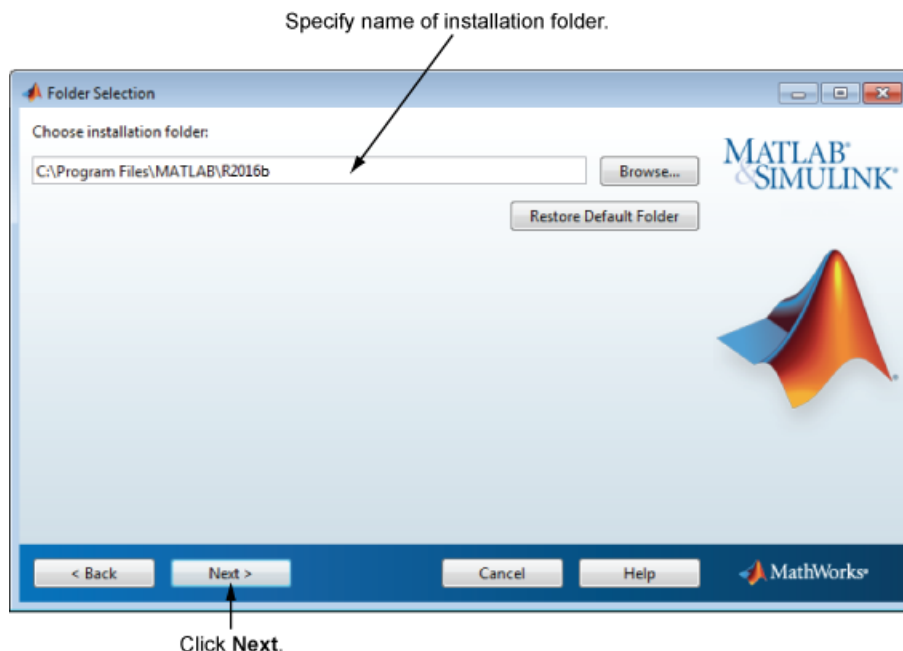 Specify name of installation folder.
Folder Selection
Choose installation folder:
C:\Program Files\MATLAB\R2016b
Browse...
MATLAB®
&SIMULINK®
Restore Default Folder
< Back
Next >
Cancel
Help
MathWorks®
Click Next.